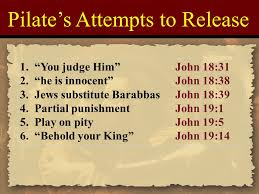 Pilate’s Attempts to Release
1. “You judge Him” John 18:31
2. “he is innocent” John 18:38
3. Jews substitute Barabbas John 18:39
4. Partial punishment John 19:1
5. Play on pity John 19:5
6. “Behold your King” John 19:14